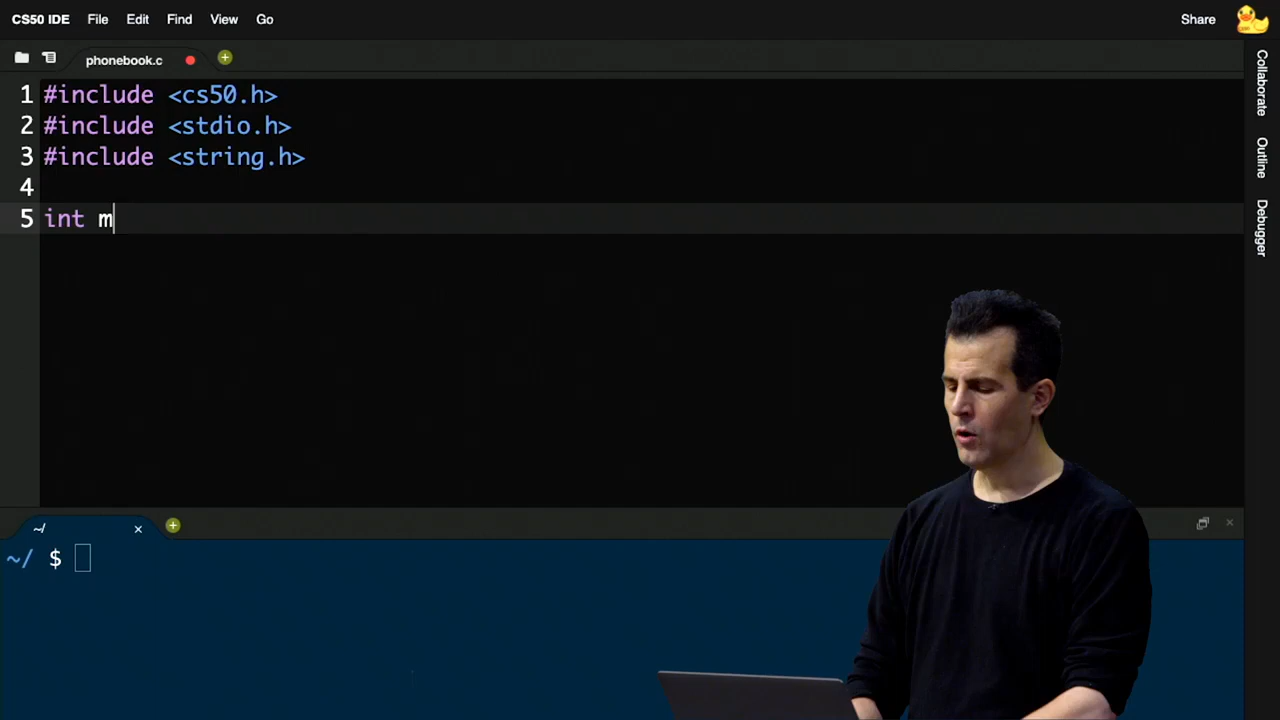 CS50 IDE File Edit Find View Go Share
phonebook.c
1 #include <cs50.h>
2 #include <stdio.h>
3 #include <string.h>
4
5 int m
Collaborate
Outline
Debugger
~/
~/ $